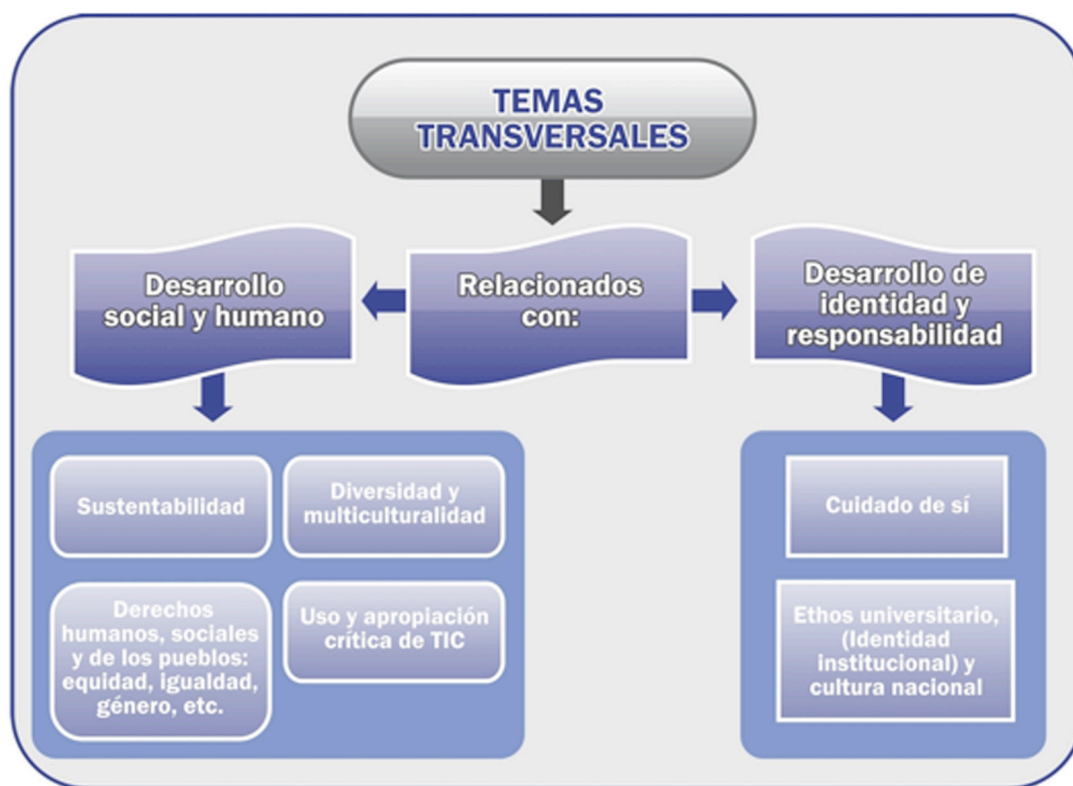 TEMAS
TRANSVERSALES
Desarrollo
social y humano
Relacionados
con:
Desarrollo de
identidad y
responsabilidad
Sustentabilidad
Diversidad y
multiculturalidad
Derechos
humanos, sociales
y de los pueblos:
equidad, igualdad,
género, etc.
Uso y apropiación
crítica de TIC
Cuidado de sí
Ethos universitario,
(Identidad
institucional) y
cultura nacional